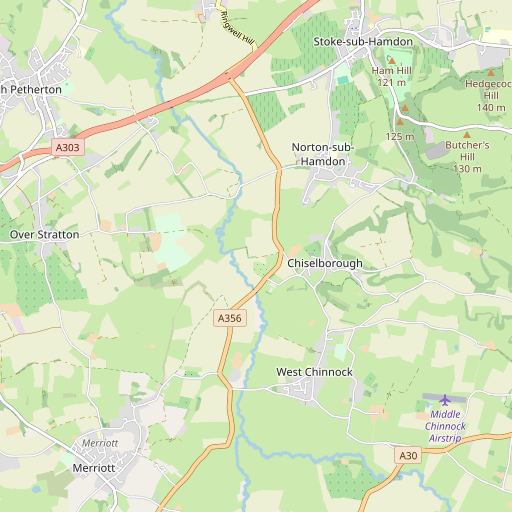 Ringwell Hill
Stoke-sub-Hamdon
Ham Hill
121 m
Hedgecoc
Hill
140 m
h Petherton
125 m
A303
Norton-sub-
Hamdon
Butcher's
Hill
130 m
Over Stratton
Chiselborough
A356
West Chinnock
Middle
Chinnock
Airstrip
Merriott
A30
Merriott